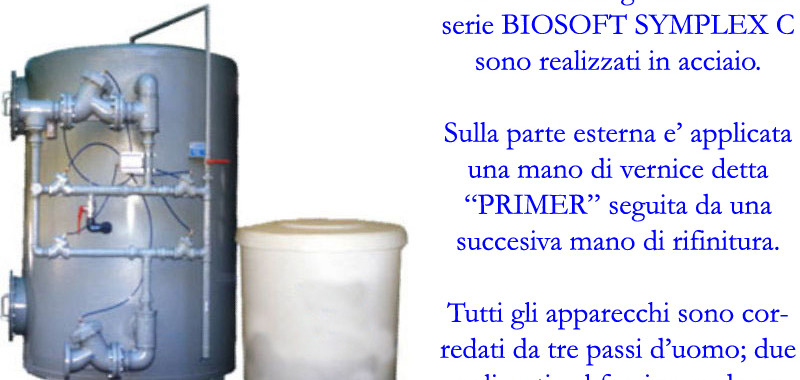 serie BIOSOFT SYMPLEX C
sono realizzati in acciaio.
Sulla parte esterna e’ applicata
una mano di vernice detta
“PRIMER” seguita da una
succesiva mano di rifinitura.
Tutti gli apparecchi sono cor-
redati da tre passi d’uomo; due